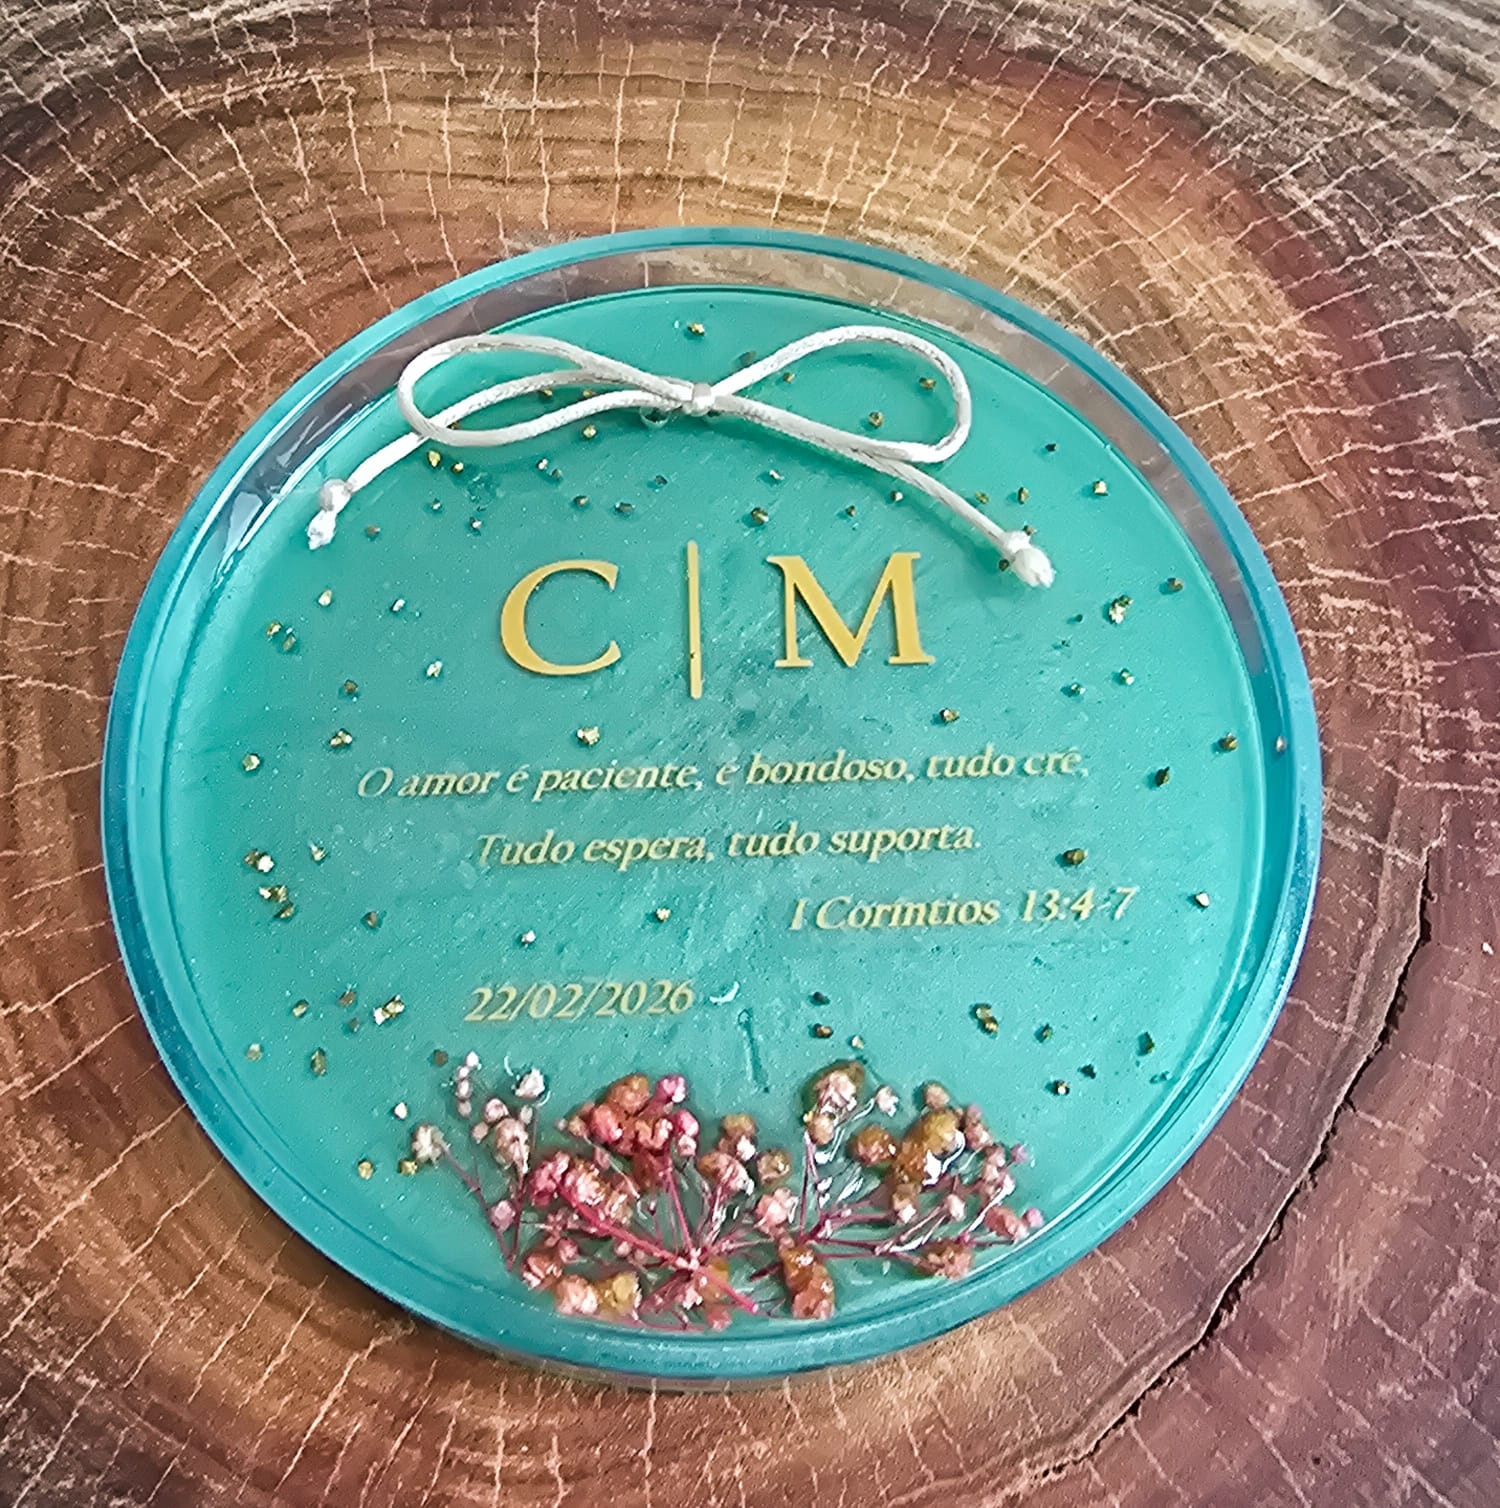 C | M
O amor é paciente, é bondoso, tudo crê,
Tudo espera, tudo suporta.
I Coríntios 13:4-7
22/02/2026